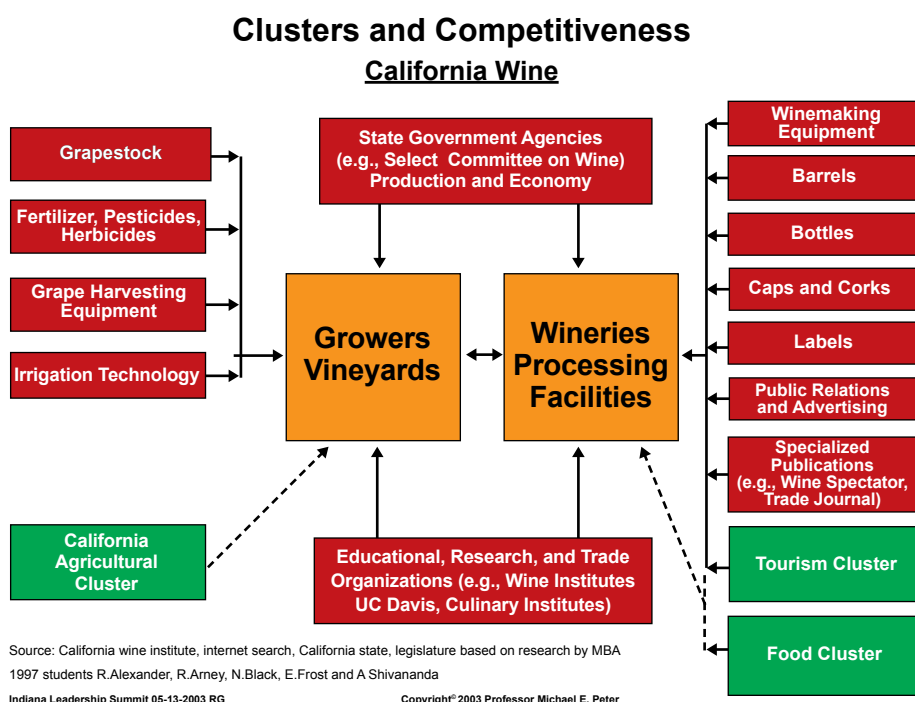 Clusters and Competitiveness
California Wine
Grapestock
Fertilizer, Pesticides,
Herbicides
Grape Harvesting
Equipment
Irrigation Technology
California
Agricultural
Cluster
State Government Agencies
(e.g., Select Committee on Wine)
Production and Economy
Growers
Vineyards
Wineries
Processing
Facilities
Educational, Research, and Trade
Organizations (e.g., Wine Institutes
UC Davis, Culinary Institutes)
Winemaking
Equipment
Barrels
Bottles
Caps and Corks
Labels
Public Relations
and Advertising
Specialized
Publications
(e.g., Wine Spectator,
Trade Journal)
Tourism Cluster
Food Cluster
Source: California wine institute, internet search, California state, legislature based on research by MBA
1997 students R.Alexander, R.Arney, N.Black, E.Frost and A Shivananda
Indiana Leadership Summit 05-13-2003 RG
Copyright© 2003 Professor Michael E. Peter